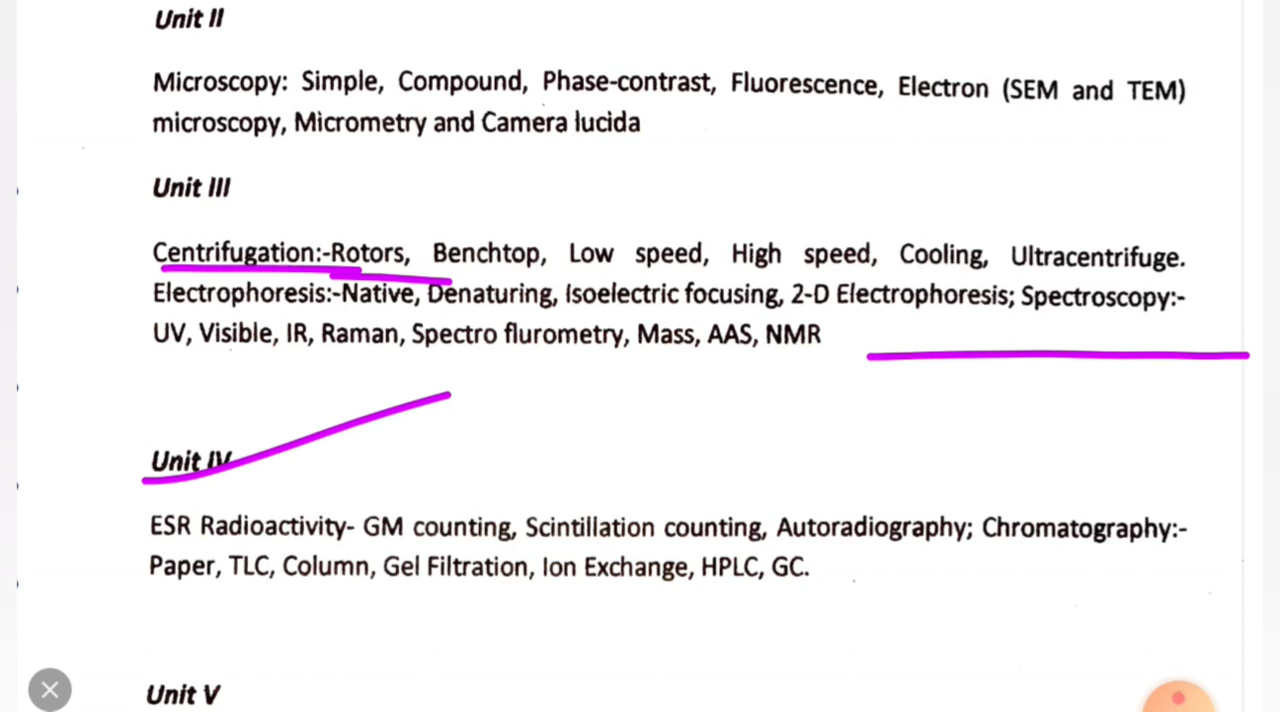 Unit II
Microscopy: Simple, Compound, Phase-contrast, Fluorescence, Electron (SEM and TEM)
microscopy, Micrometry and Camera lucida
Unit III
Centrifugation:-Rotors, Benchtop, Low speed, High speed, Cooling, Ultracentrifuge.
Electrophoresis:-Native, Denaturing, Isoelectric focusing, 2-D Electrophoresis; Spectroscopy:-
UV, Visible, IR, Raman, Spectro flurometry, Mass, AAS, NMR
Unit IV
ESR Radioactivity- GM counting, Scintillation counting, Autoradiography; Chromatography:-
Paper, TLC, Column, Gel Filtration, Ion Exchange, HPLC, GC.
Unit V